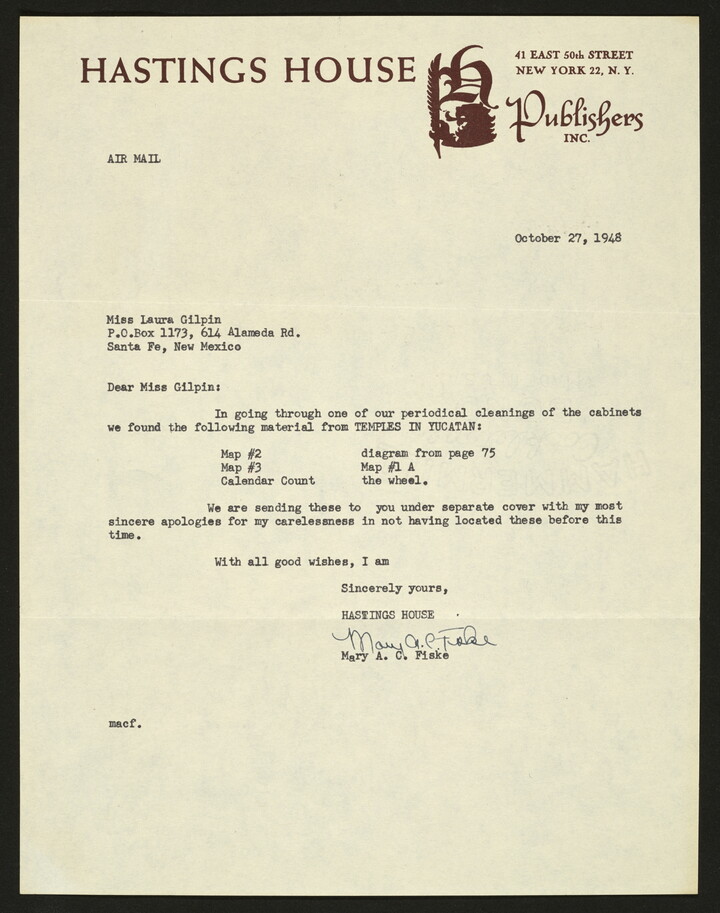 HASTINGS HOUSE
41 EAST 50th STREET
NEW YORK 22, N. Y.
Publishers
INC.
AIR MAIL
October 27, 1948
Miss Laura Gilpin
P.O.Box 1173, 614 Alameda Rd.
Santa Fe, New Mexico
Dear Miss Gilpin:
In going through one of our periodical cleanings of the cabinets
we found the following material from TEMPLES IN YUCATAN:
Map #2 diagram from page 75
Map #3 Map #1 A
Calendar Count the wheel.
We are sending these to you under separate cover with my most
sincere apologies for my carelessness in not having located these before this
time.
With all good wishes, I am
Sincerely yours,
HASTINGS HOUSE
Mary A. C. Fiske
Mary A. C. Fiske
macf.